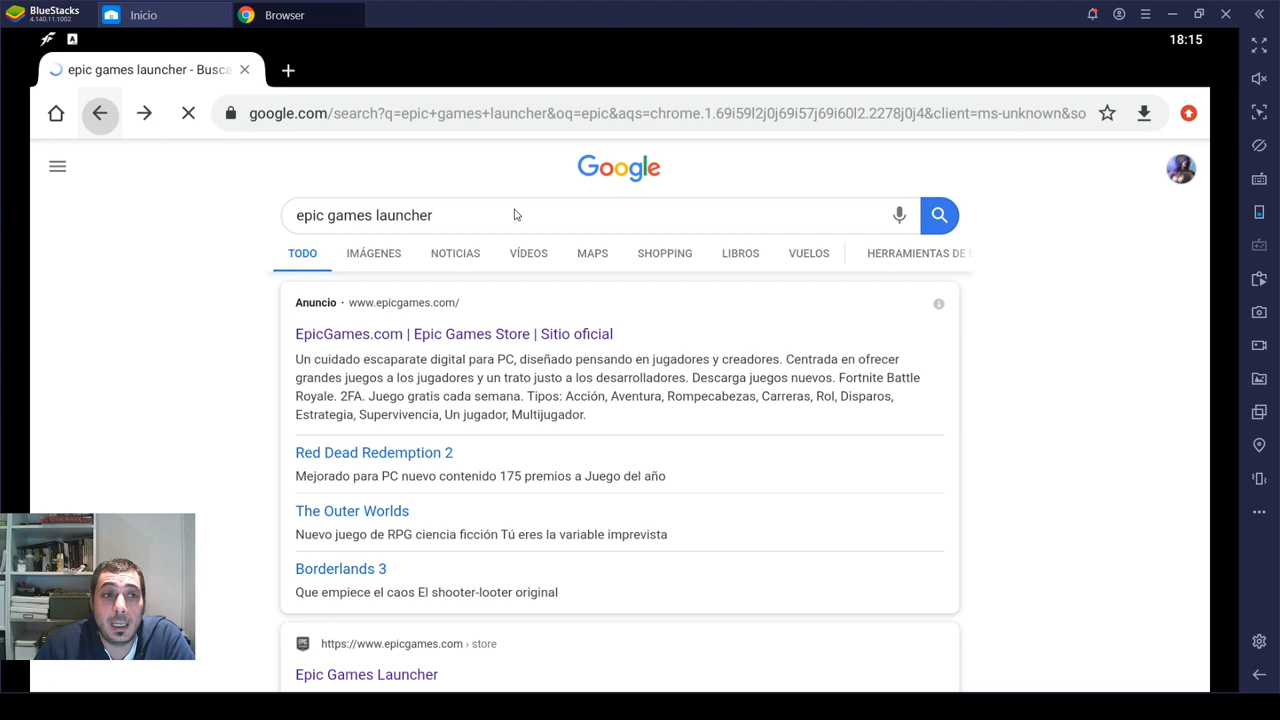 BlueStacks
4.140.11.1002
Inicio
Browser
18:15
epic games launcher - Busca
google.com/search?q=epic+games+launcher&oq=epic&aqs=chrome.1.69i59l2j0j69i57j69i60l2.2278j0j4&client=ms-unknown&so
Google
epic games launcher
TODO IMÁGENES NOTICIAS VÍDEOS MAPS SHOPPING LIBROS VUELOS HERRAMIENTAS DE
Anuncio · www.epicgames.com/
EpicGames.com | Epic Games Store | Sitio oficial
Un cuidado escaparate digital para PC, diseñado pensando en jugadores y creadores. Centrada en ofrecer
grandes juegos a los jugadores y un trato justo a los desarrolladores. Descarga juegos nuevos. Fortnite Battle
Royale. 2FA. Juego gratis cada semana. Tipos: Acción, Aventura, Rompecabezas, Carreras, Rol, Disparos,
Estrategia, Supervivencia, Un jugador, Multijugador.
Red Dead Redemption 2
Mejorado para PC nuevo contenido 175 premios a Juego del año
The Outer Worlds
Nuevo juego de RPG ciencia ficción Tú eres la variable imprevista
Borderlands 3
Que empiece el caos El shooter-looter original
https://www.epicgames.com › store
Epic Games Launcher